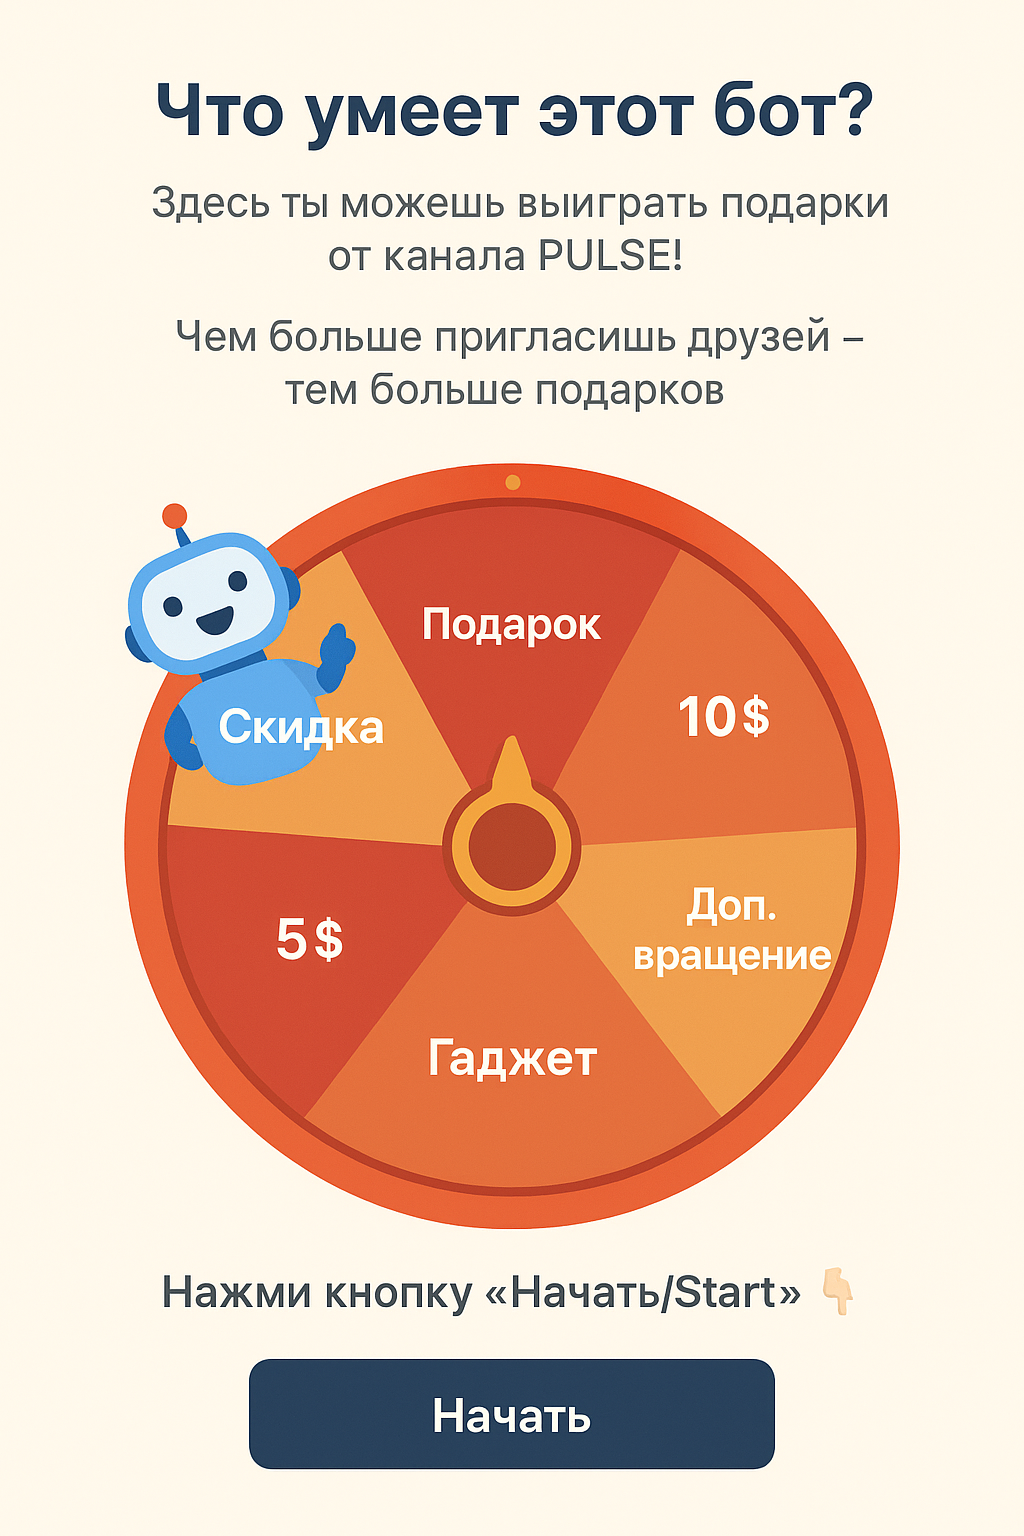 Что умеет этот бот?
Здесь ты можешь выиграть подарки
от канала PULSE!
Чем больше пригласишь друзей –
тем больше подарков
Подарок
10$
Скидка
Доп.
вращение
5$
Гаджет
Нажми кнопку «Начать/Start» 👇
Начать